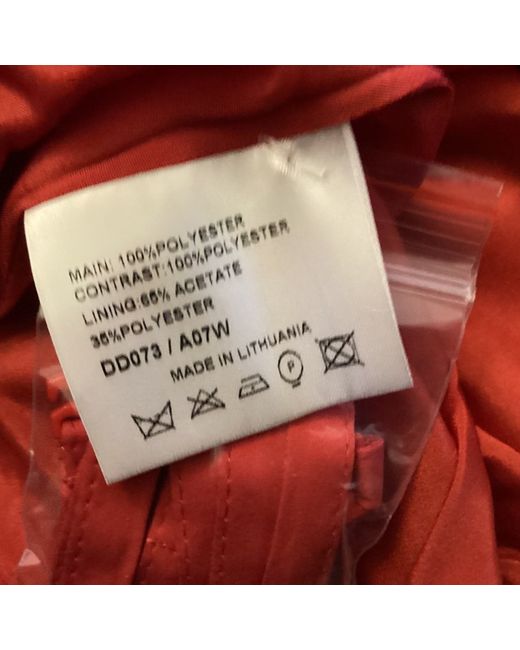 MAIN: 100%POLYESTER
CONTRAST:100%POLYESTER
LINING:65% ACETATE
35%POLYESTER
DD073 / A07W
MADE IN LITHUANIA
P